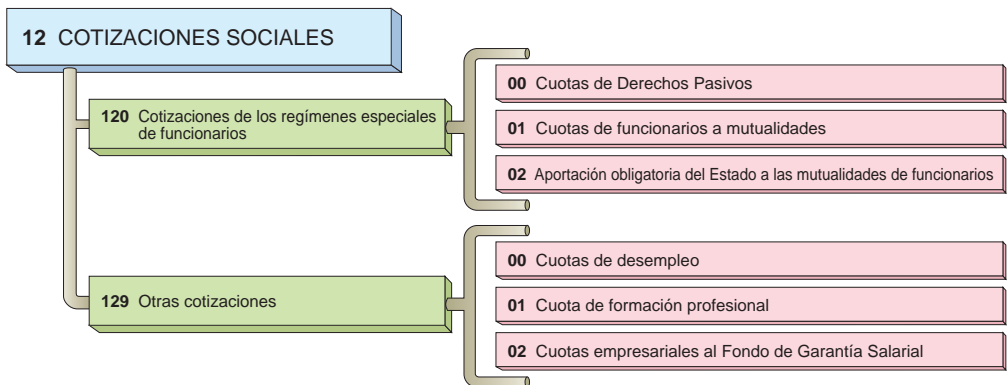 12 COTIZACIONES SOCIALES
120 Cotizaciones de los regímenes especiales
de funcionarios
00 Cuotas de Derechos Pasivos
01 Cuotas de funcionarios a mutualidades
02 Aportación obligatoria del Estado a las mutualidades de funcionarios
129 Otras cotizaciones
00 Cuotas de desempleo
01 Cuota de formación profesional
02 Cuotas empresariales al Fondo de Garantía Salarial